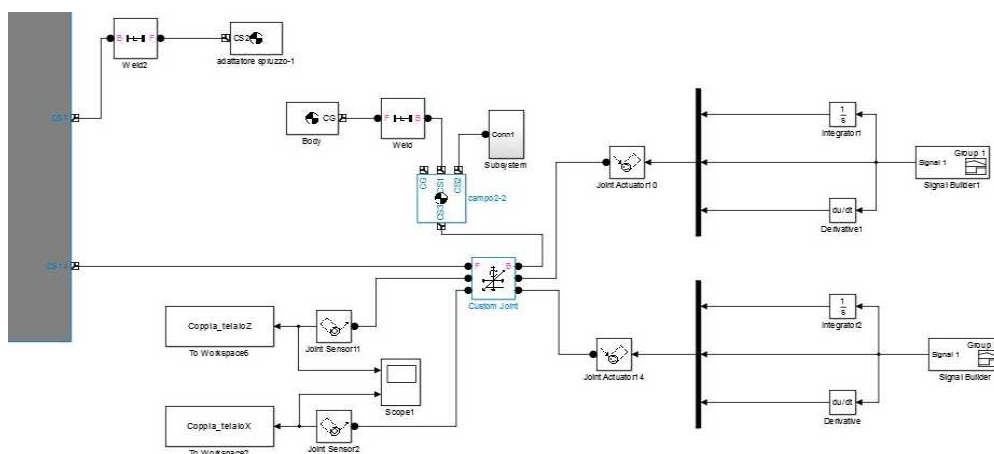 B
F
CS2
Weld2
adattatore spruzzo-1
CS1
CG
Body
F
B
Weld
Conn1
Subsystem
CG
CS1
CS2
CS3
campo2-2
Joint Actuator10
1
s
Integrator1
Signal 1
Group 1
Signal Builder1
du/dt
Derivative1
CS14
F
B
Custom Joint
Coppia_telaioZ
To Workspace6
Joint Sensor11
Scope1
Coppia_telaioX
To Workspace2
Joint Sensor2
Joint Actuator14
1
s
Integrator2
Signal 1
Group
Signal Builder
du/dt
Derivative